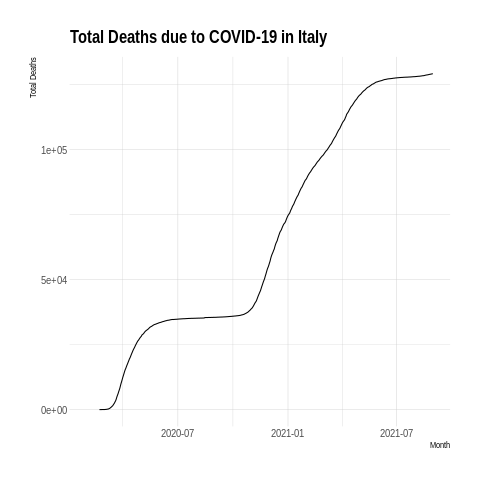 Total Deaths due to COVID-19 in Italy
Total Deaths
1e+05
5e+04
0e+00
2020-07
2021-01
2021-07
Month